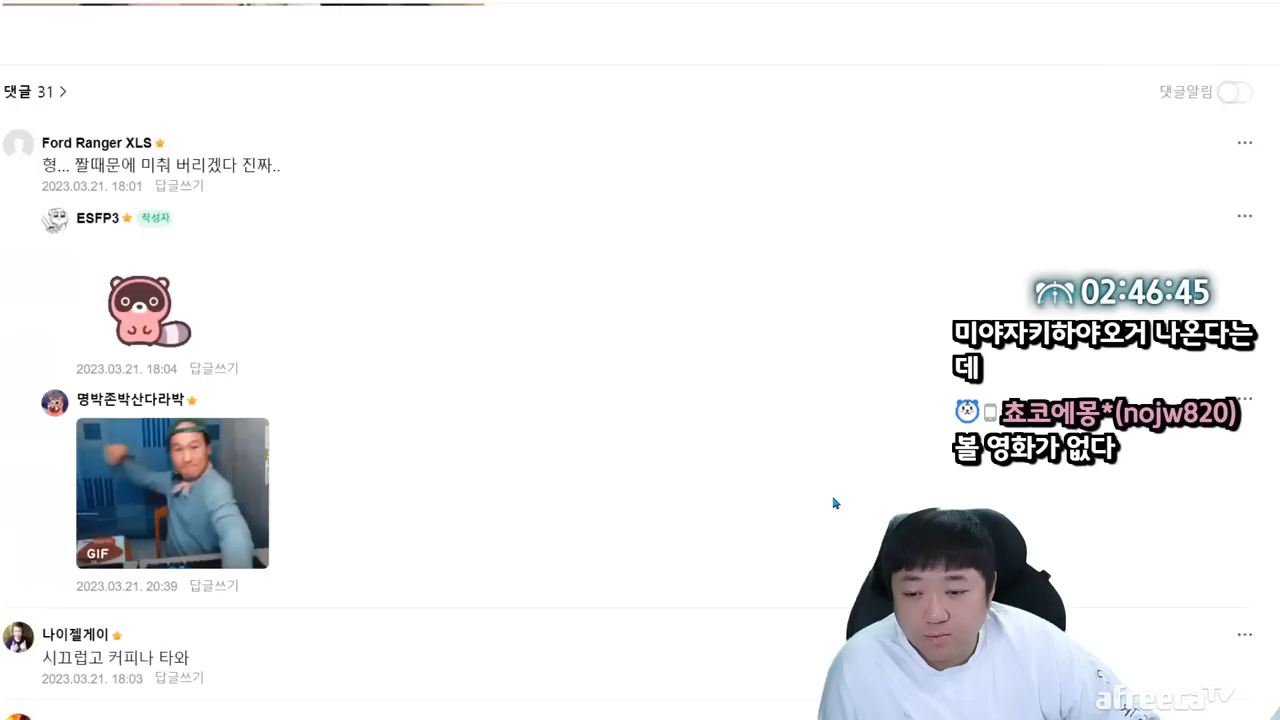 댓글 31 >
댓글알림
Ford Ranger XLS
형... 짤때문에 미춰 버리겠다 진짜..
2023.03.21. 18:01 답글쓰기
ESFP3 작성자
2023.03.21. 18:04 답글쓰기
명박존박산다라박
GIF
2023.03.21. 20:39 답글쓰기
나이젤게이
시끄럽고 커피나 타와
2023.03.21. 18:03 답글쓰기
02:46:45
미야자키하야오거 나온다는
데
쵸코에몽*(nojw820)
볼 영화가 없다
afreecaTV